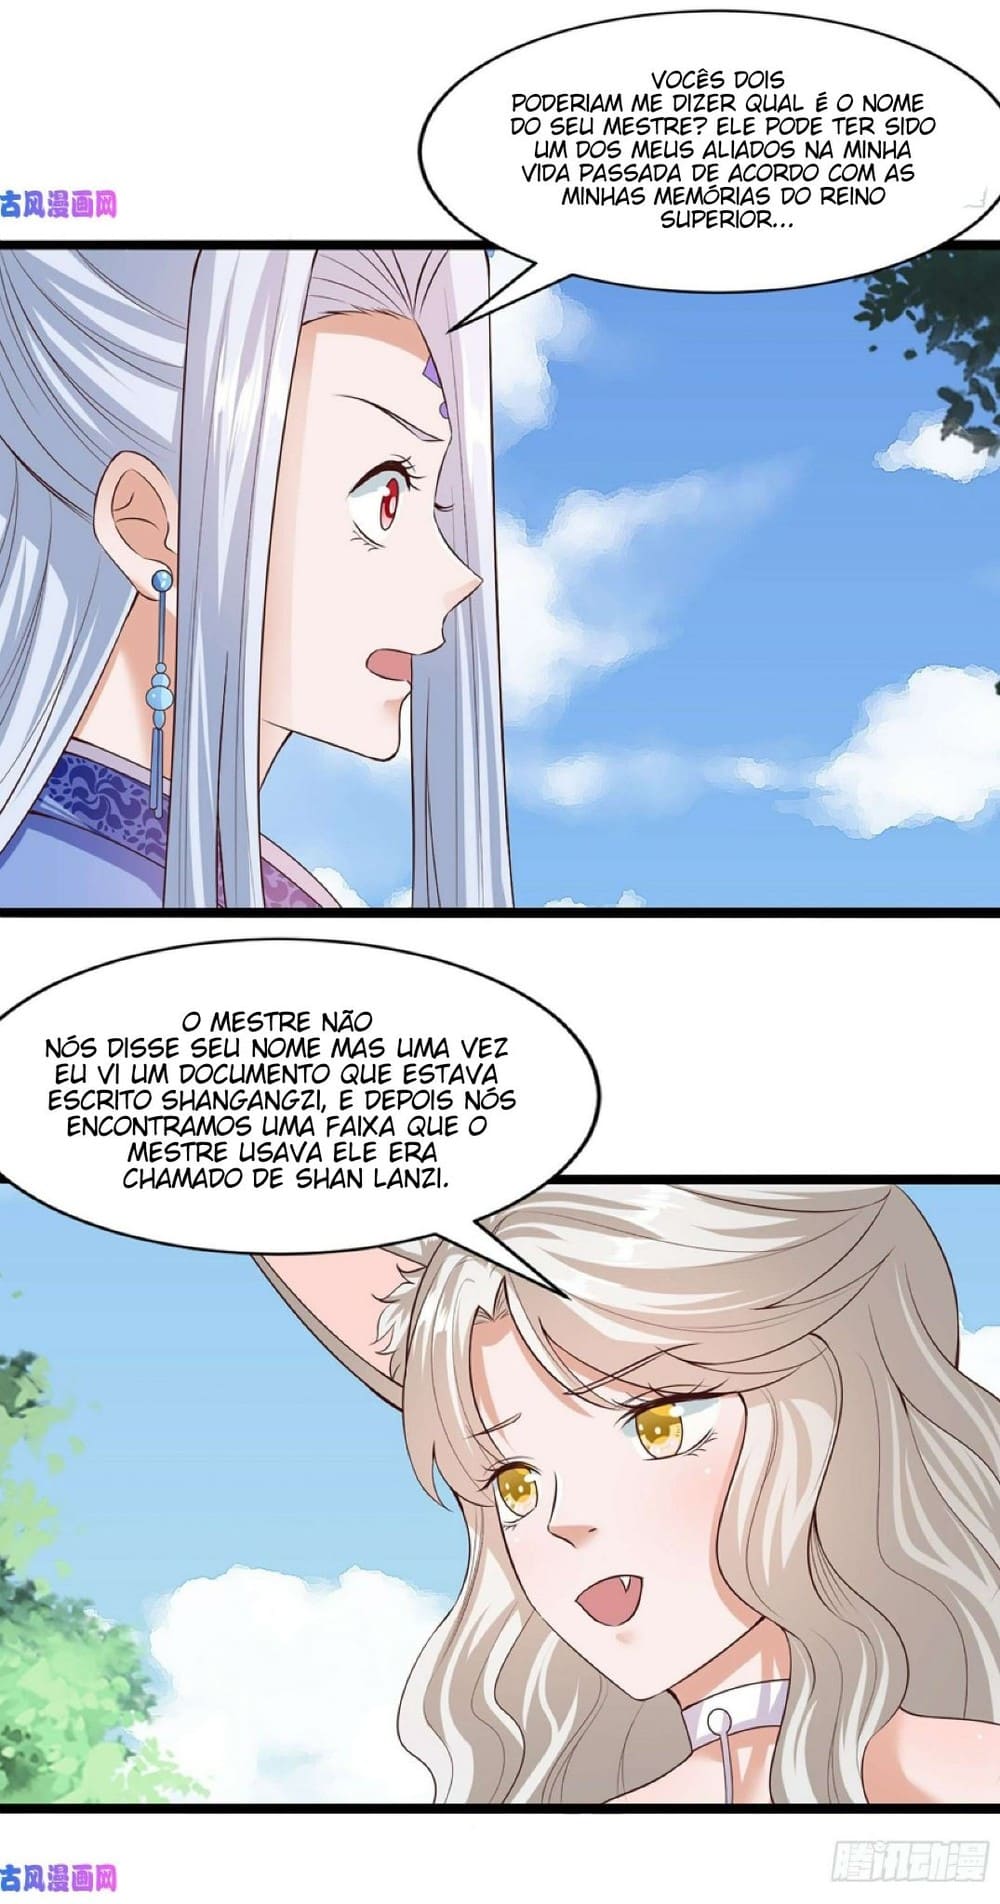 VOCÊS DOIS
PODERIAM ME DIZER QUAL É O NOME
DO SEU MESTRE? ELE PODE TER SIDO
UM DOS MEUS ALIADOS NA MINHA
VIDA PASSADA DE ACORDO COM AS
MINHAS MEMÓRIAS DO REINO
SUPERIOR...
古风漫画网
O MESTRE NÃO
NÓS DISSE SEU NOME MAS UMA VEZ
EU VI UM DOCUMENTO QUE ESTAVA
ESCRITO SHANGANGZI, E DEPOIS NÓS
ENCONTRAMOS UMA FAIXA QUE O
MESTRE USAVA ELE ERA
CHAMADO DE SHAN LANZI.
腾讯动漫
古风漫画网